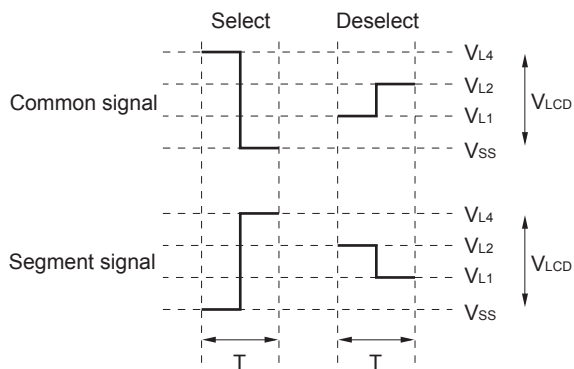 Select Deselect
VL4
VL2
Common signal VLCD
VL1
VSS
VL4
VL2
Segment signal VLCD
VL1
VSS
T T